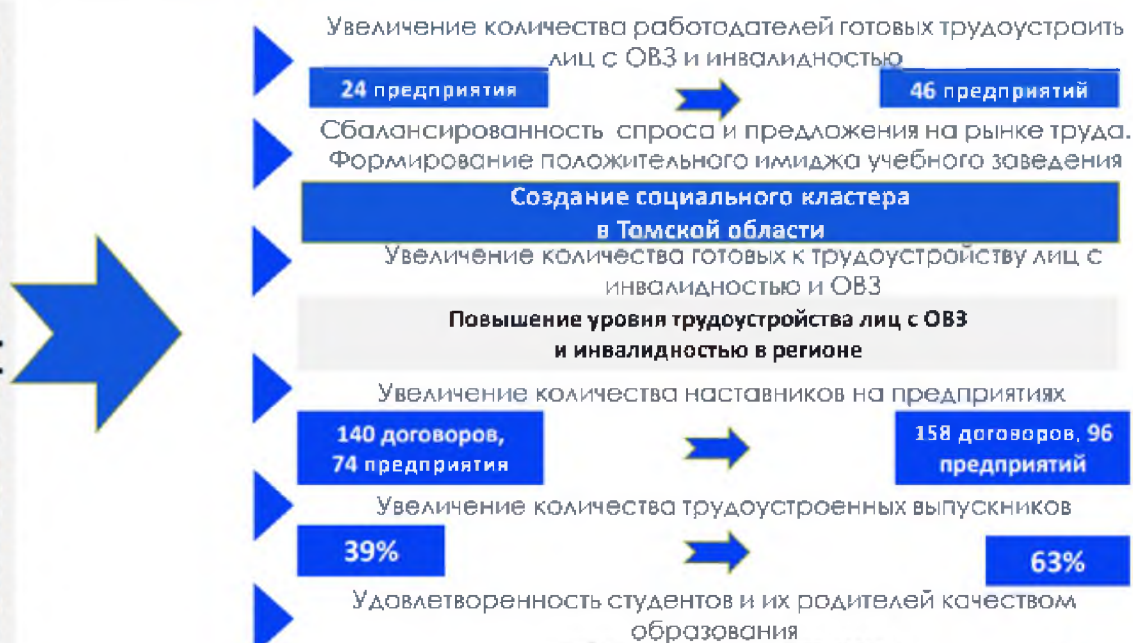 Увеличение количества работодателей готовых трудоустроить
лиц с ОВЗ и инвалидностью
24 предприятия
46 предприятий
Сбалансированность спроса и предложения на рынке труда.
Формирование положительного имиджа учебного заведения
Создание социального кластера
в Томской области
Увеличение количества готовых к трудоустройству лиц с
инвалидностью и ОВЗ
Повышение уровня трудоустройства лиц с ОВЗ
и инвалидностью в регионе
Увеличение количества наставников на предприятиях
140 договоров,
74 предприятия
158 договоров, 96
предприятий
Увеличение количества трудоустроенных выпускников
39%
63%
Удовлетворенность студентов и их родителей качеством
образования